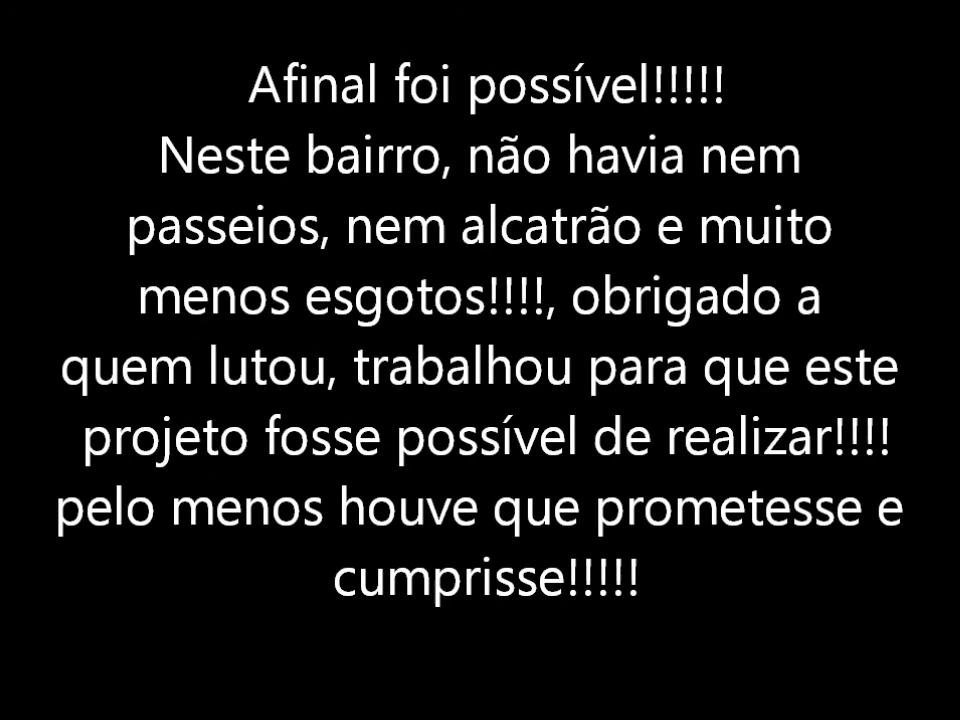 Afinal foi possível!!!!!
Neste bairro, não havia nem
passeios, nem alcatrão e muito
menos esgotos!!!!, obrigado a
quem lutou, trabalhou para que este
projeto fosse possível de realizar!!!!
pelo menos houve que prometesse e
cumprisse!!!!!